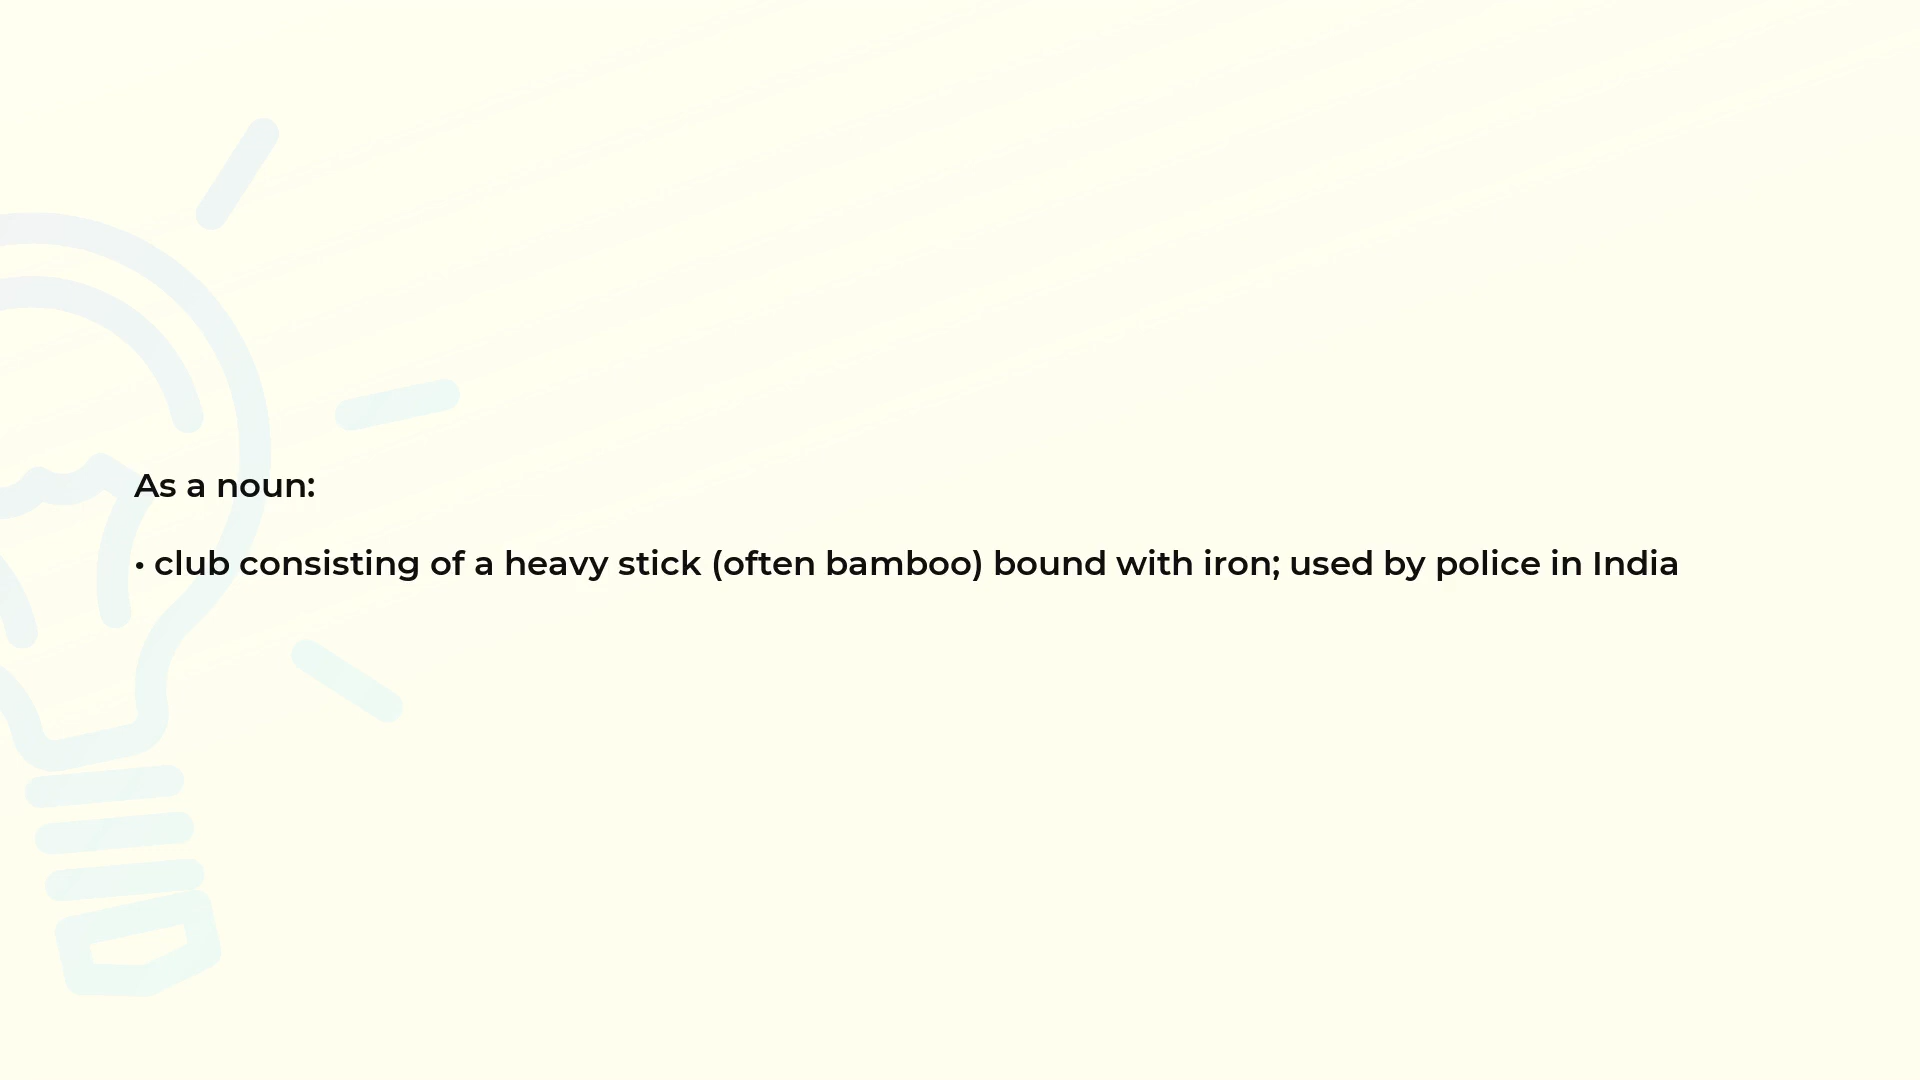 As a noun:
• club consisting of a heavy stick (often bamboo) bound with iron; used by police in India